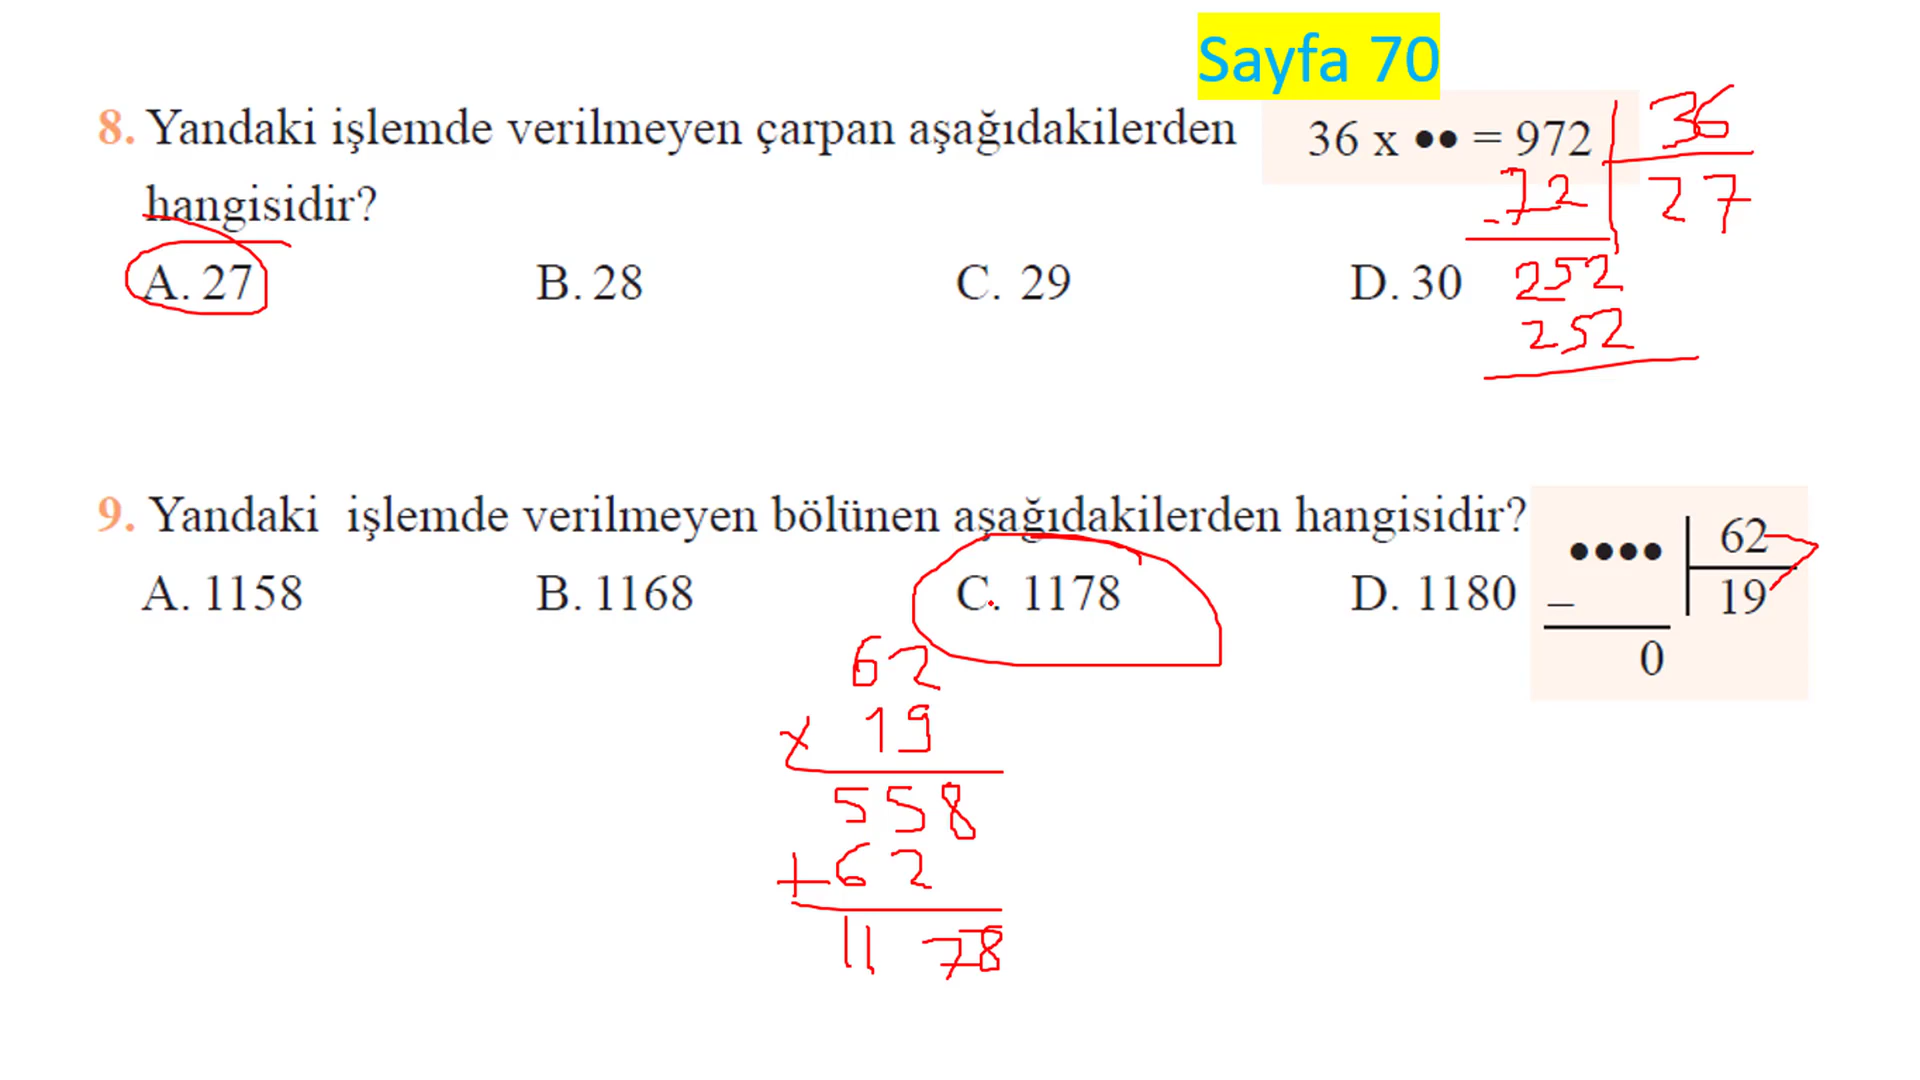 Sayfa 70
8. Yandaki işlemde verilmeyen çarpan aşağıdakilerden
hangisidir?
36 x •• = 972
36
- 72
27
252
252
A. 27 B. 28 C. 29 D. 30
9. Yandaki işlemde verilmeyen bölünen aşağıdakilerden hangisidir?
A. 1158 B. 1168 C. 1178 D. 1180
•••• 62
19
–
0
62
x 19
558
+62
1178